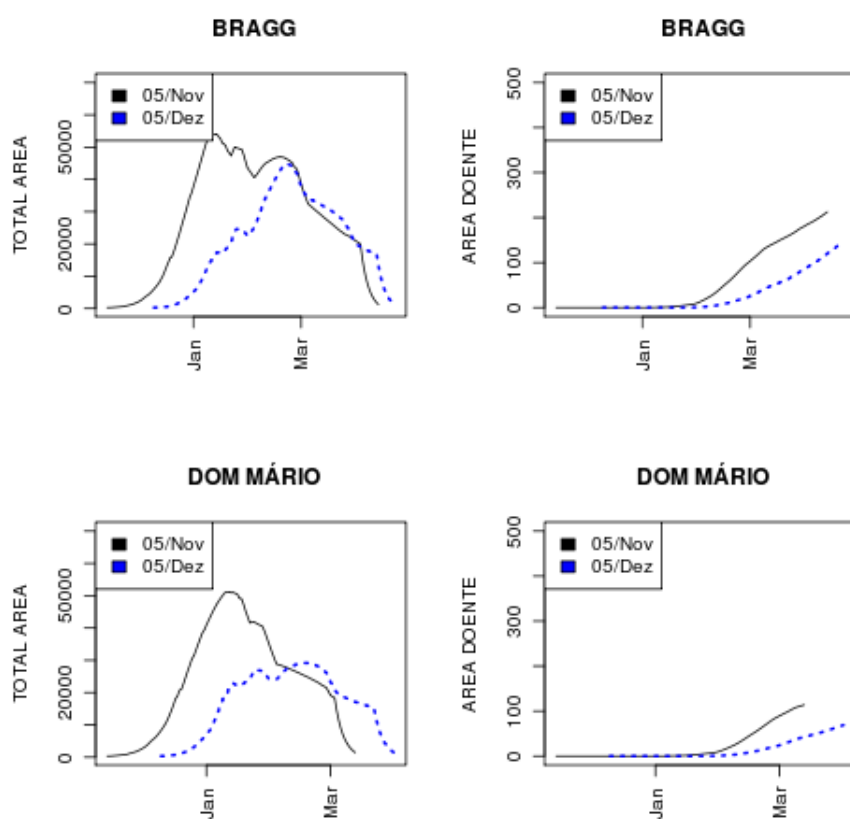 BRAGG
05/Nov
05/Dez
TOTAL AREA
0
20000
50000
Jan
Mar
BRAGG
05/Nov
05/Dez
AREA DOENTE
0
100
300
500
Jan
Mar
DOM MÁRIO
05/Nov
05/Dez
TOTAL AREA
0
20000
50000
Jan
Mar
DOM MÁRIO
05/Nov
05/Dez
AREA DOENTE
0
100
300
500
Jan
Mar